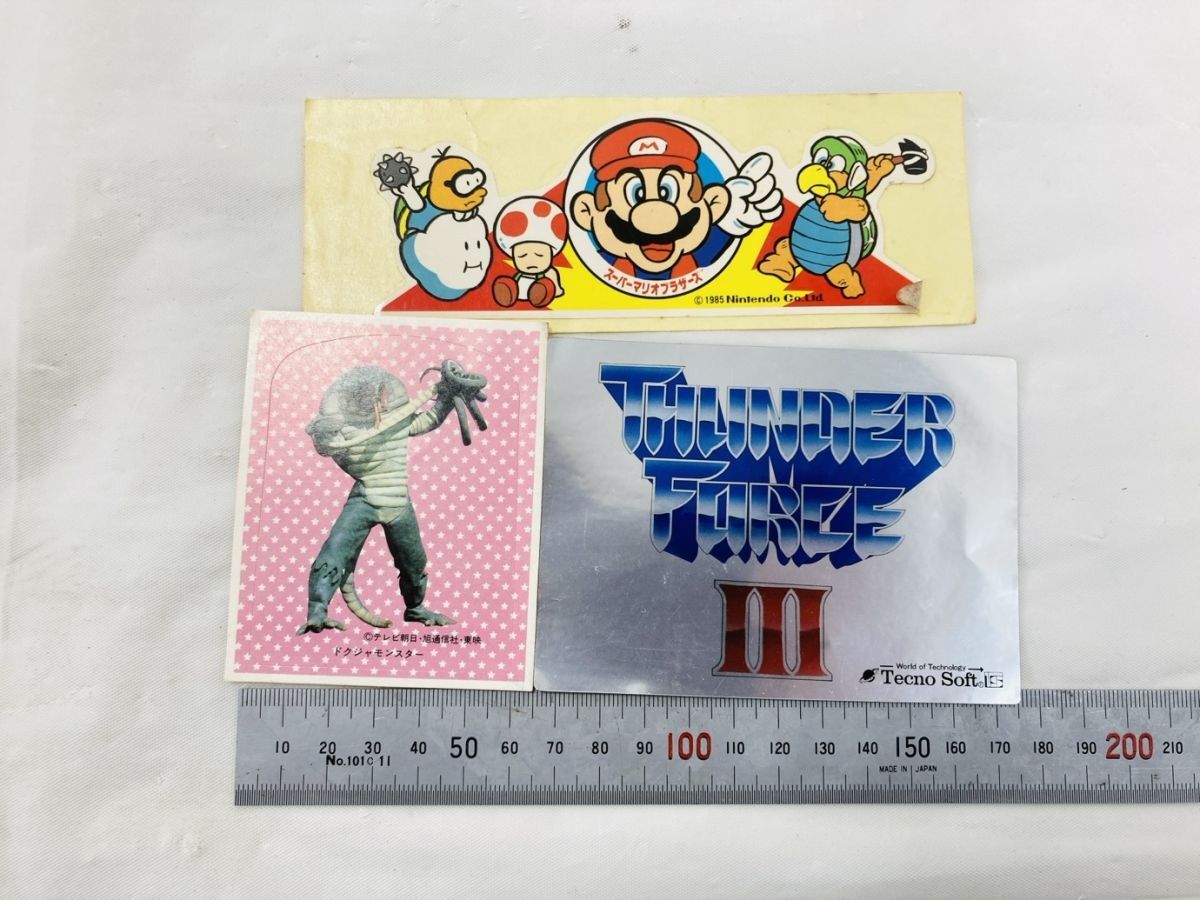 M
スーパーマリオブラザーズ
©1985 Nintendo Co.Ltd.
©テレビ朝日・旭通信社・東映
ドクジャモンスター
THUNDER
FORCE
III
World of Technology
Tecno Soft®
10 20 30 40 50 60 70 80 90 100 110 120 130 140 150 160 170 180 190 200 210
No.101C 11
MADE IN JAPAN